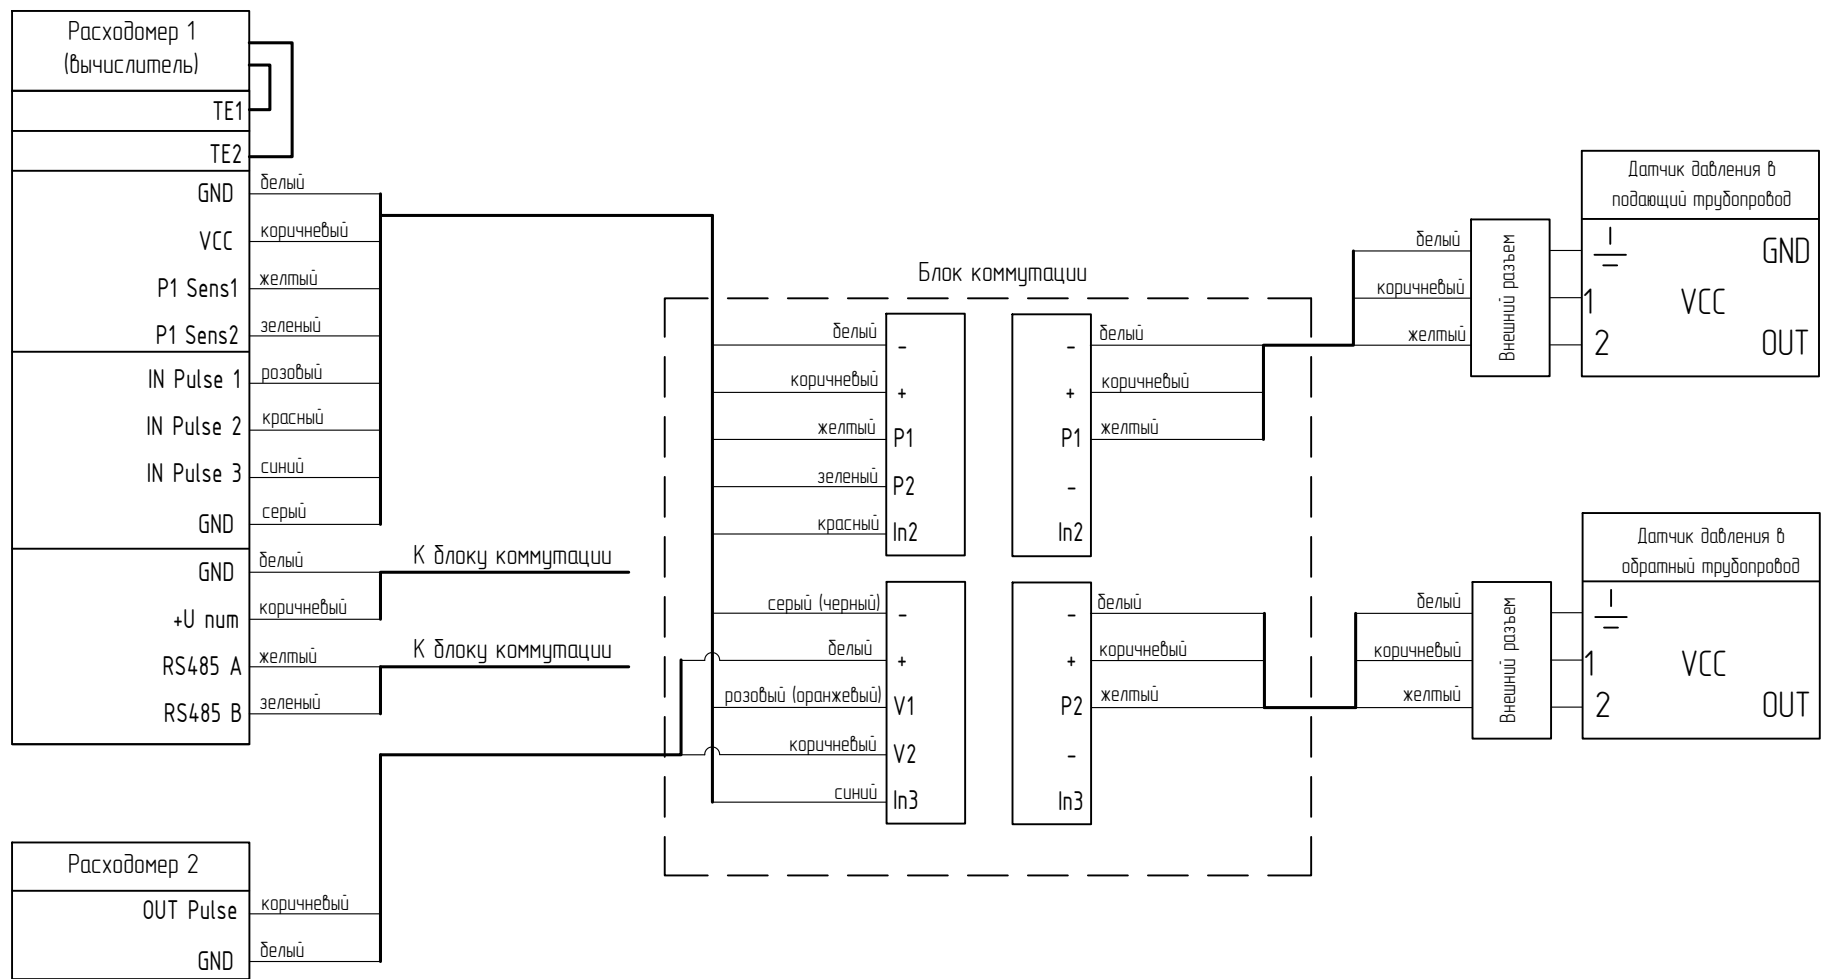 Расходомер 1
(вычислитель)
TE1
TE2
GND белый
VCC коричневый
P1 Sens1 желтый
P1 Sens2 зеленый
IN Pulse 1 розовый
IN Pulse 2 красный
IN Pulse 3 синий
GND серый
GND белый
+U пит коричневый
RS485 A желтый
RS485 B зеленый
К блоку коммутации
К блоку коммутации
Расходомер 2
OUT Pulse коричневый
GND белый
Блок коммутации
белый -
коричневый +
желтый P1
зеленый P2
красный In2
серый (черный) -
белый +
розовый (оранжевый) V1
коричневый V2
синий In3
- белый
+ коричневый
P1 желтый
-
In2
- белый
+ коричневый
P2 желтый
-
In3
белый
коричневый
желтый
Внешний разъем
Датчик давления в
подающий трубопровод
GND
1 VCC
2 OUT
белый
коричневый
желтый
Внешний разъем
Датчик давления в
обратный трубопровод
1 VCC
2 OUT